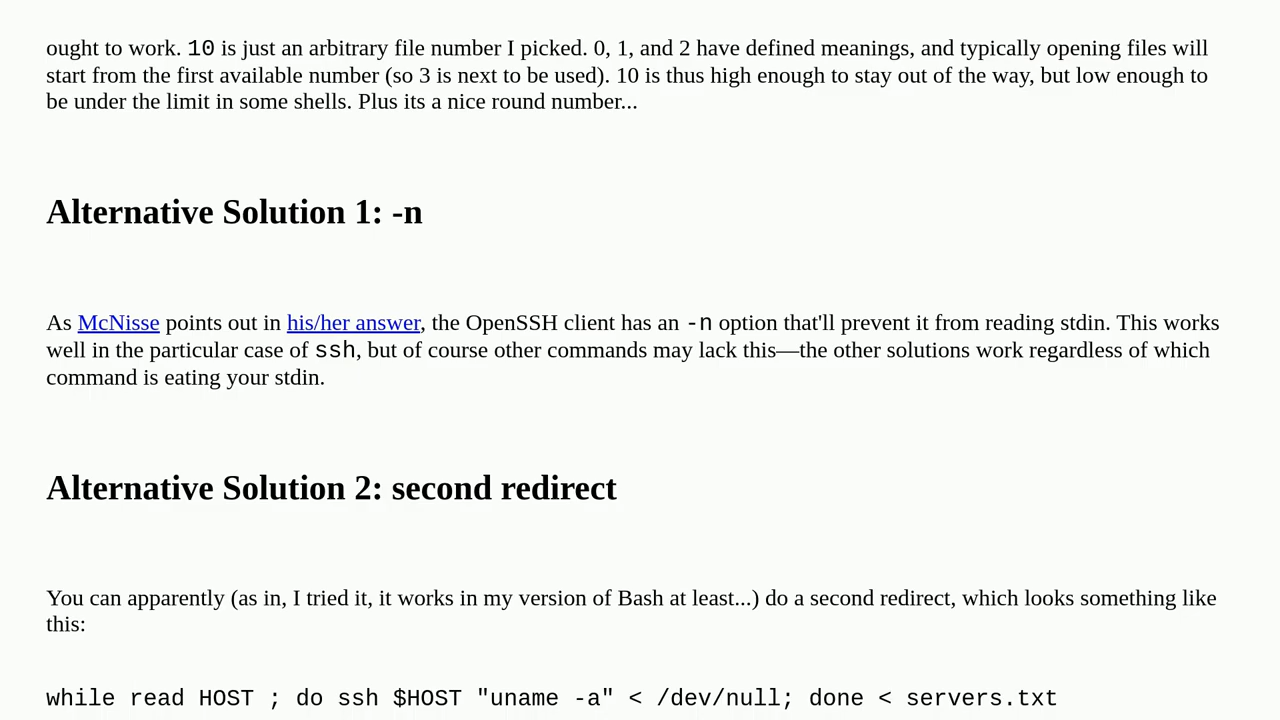 ought to work. 10 is just an arbitrary file number I picked. 0, 1, and 2 have defined meanings, and typically opening files will
start from the first available number (so 3 is next to be used). 10 is thus high enough to stay out of the way, but low enough to
be under the limit in some shells. Plus its a nice round number...
Alternative Solution 1: -n
As McNisse points out in his/her answer, the OpenSSH client has an -n option that'll prevent it from reading stdin. This works
well in the particular case of ssh, but of course other commands may lack this—the other solutions work regardless of which
command is eating your stdin.
Alternative Solution 2: second redirect
You can apparently (as in, I tried it, it works in my version of Bash at least...) do a second redirect, which looks something like
this:
while read HOST ; do ssh $HOST "uname -a" < /dev/null; done < servers.txt